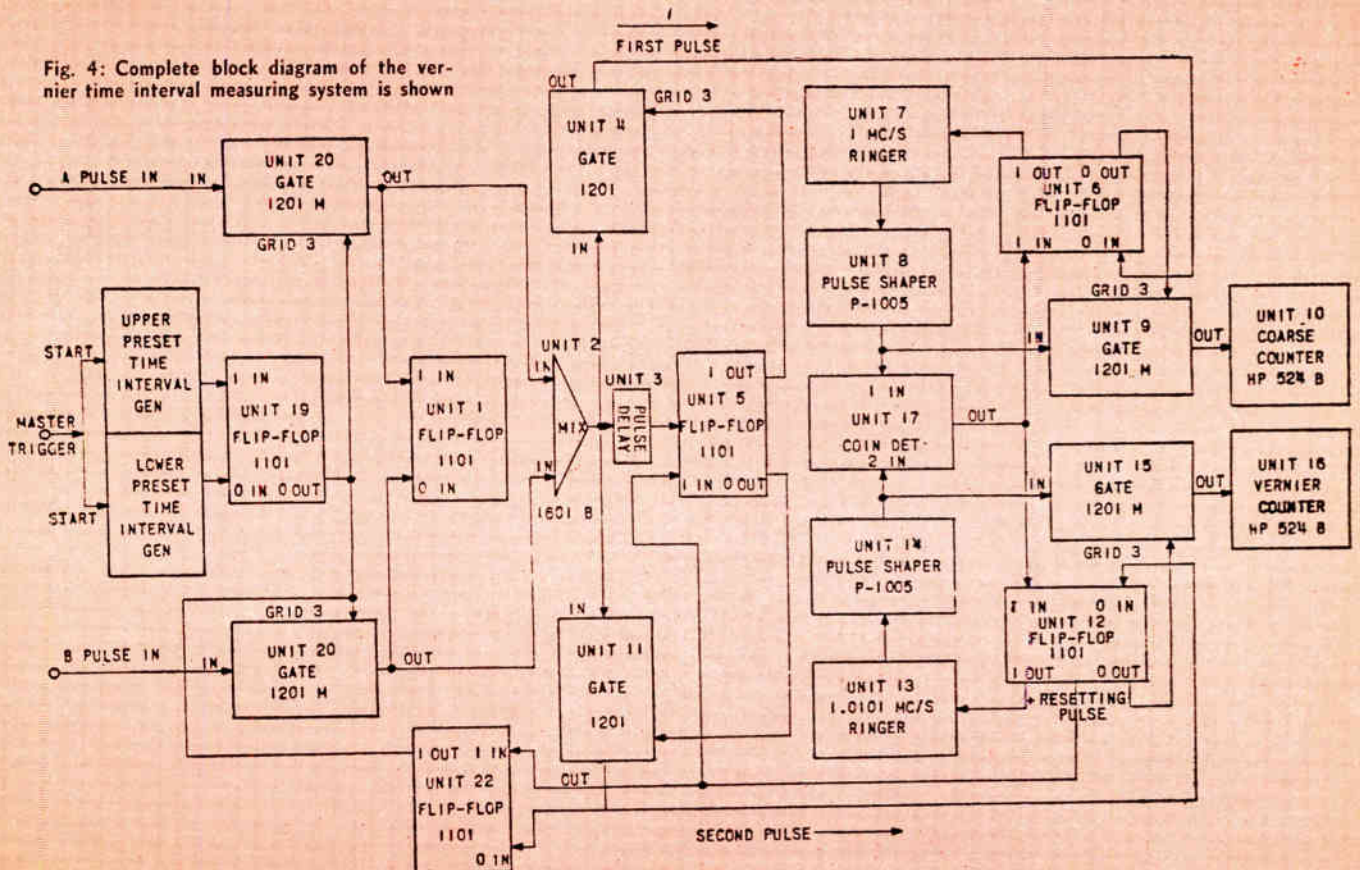 Fig. 4: Complete block diagram of the ver-
nier time interval measuring system is shown
I
FIRST PULSE
A PULSE IN
IN
UNIT 20
GATE
1201 M
GRID 3
OUT
OUT
UNIT 4
GATE
1201
GRID 3
IN
UNIT 7
1 MC/S
RINGER
1 OUT 0 OUT
UNIT 6
FLIP-FLOP
1101
1 IN 0 IN
UNIT 8
PULSE SHAPER
P-1005
MASTER
TRIGGER
START
START
UPPER
PRESET
TIME
INTERVAL
GEN
LOWER
PRESET
TIME
INTERVAL
GEN
1 IN
UNIT 19
FLIP-FLOP
1101
0 IN 0 OUT
1 IN
UNIT 1
FLIP-FLOP
1101
0 IN
UNIT 2
IN
MIX
IN
1601 B
UNIT 3
PULSE
DELAY
1 OUT
UNIT 5
FLIP-FLOP
1101
1 IN 0 OUT
1 IN
UNIT 17
COIN DET-
2 IN
OUT
GRID 3
IN
UNIT 9
GATE
1201 M
OUT
UNIT 10
COARSE
COUNTER
HP 524 B
IN
UNIT 15
GATE
1201 M
GRID 3
OUT
UNIT 16
VERNIER
COUNTER
HP 524 B
UNIT 14
PULSE SHAPER
P-1005
B PULSE IN
IN
GRID 3
UNIT 20
GATE
1201 M
OUT
IN
UNIT 11
GATE
1201
OUT
UNIT 13
1.0101 MC/S
RINGER
1 IN 0 IN
UNIT 12
FLIP-FLOP
1101
1 OUT 0 OUT
+ RESETTING
PULSE
1 OUT 1 IN
UNIT 22
FLIP-FLOP
1101
0 IN
SECOND PULSE